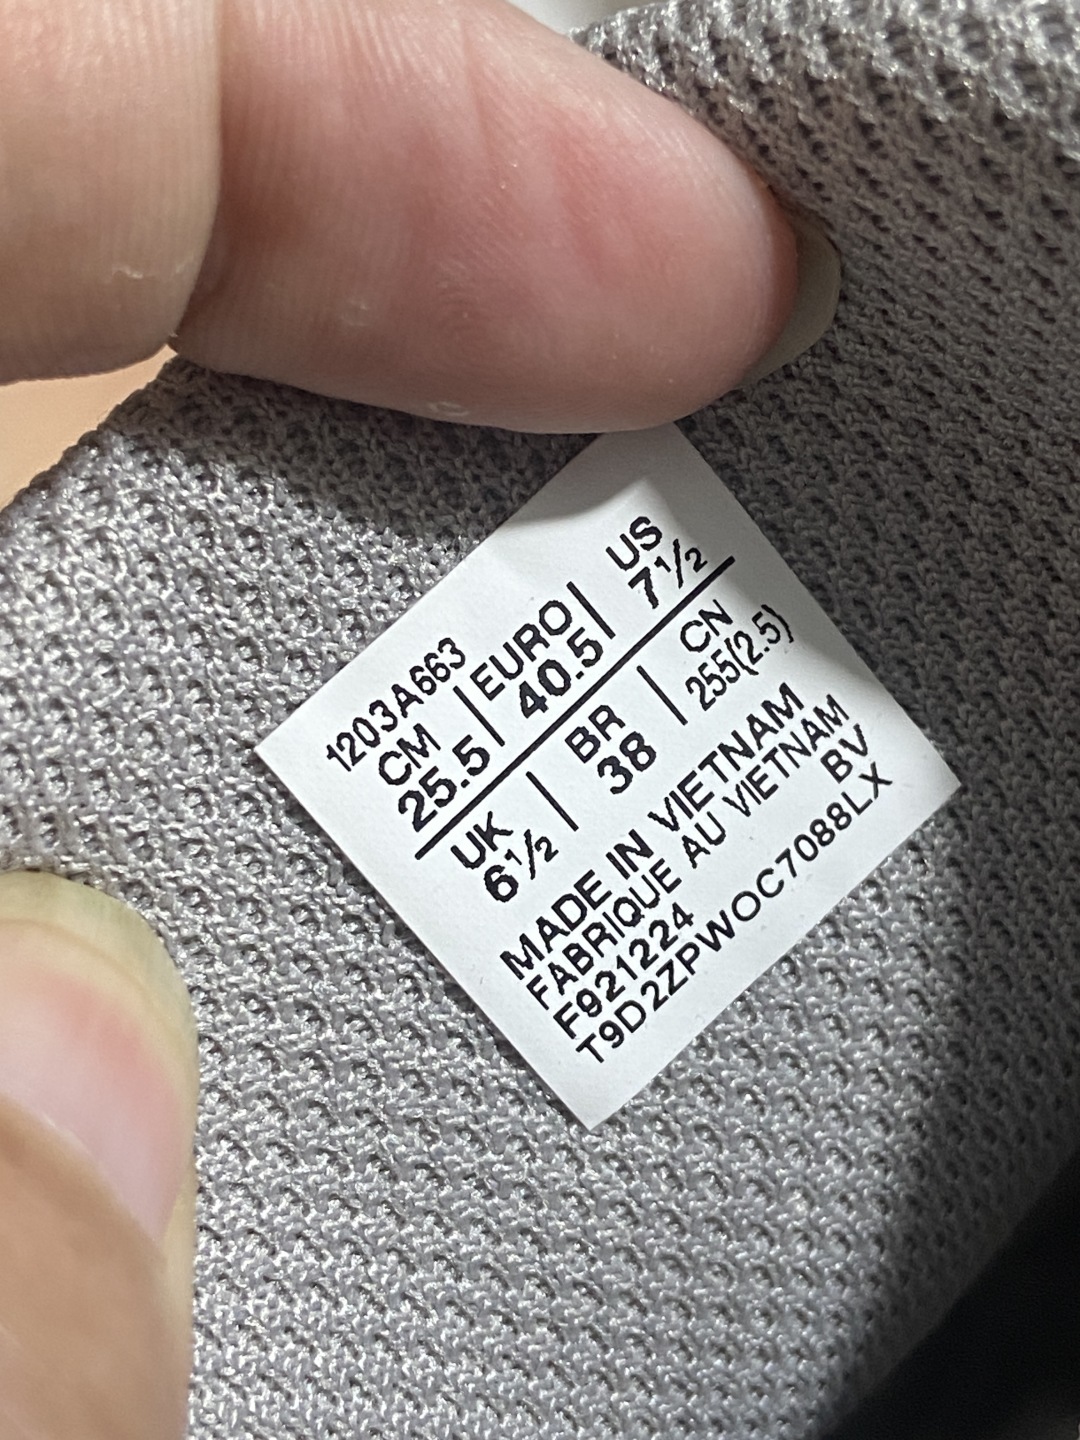 1203A663
CM | EURO | US
25.5 | 40.5 | 7½
UK | BR | CN
6½ | 38 | 255(2.5)
MADE IN VIETNAM
FABRIQUE AU VIETNAM
F921224 BV
T9D2ZPWOC7088LX